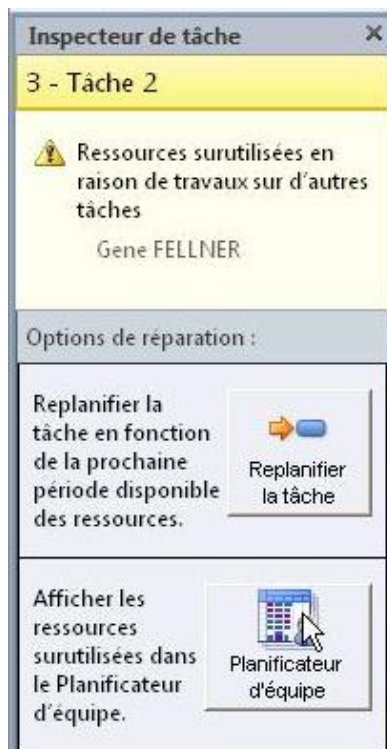 Inspecteur de tâche
3 - Tâche 2
Ressources surutilisées en
raison de travaux sur d'autres
tâches
Gene FELLNER
Options de réparation :
Replanifier la
tâche en fonction
de la prochaine
période disponible
des ressources.
Replanifier
la tâche
Afficher les
ressources
surutilisées dans
le Planificateur
d'équipe.
Planificateur
d'équipe